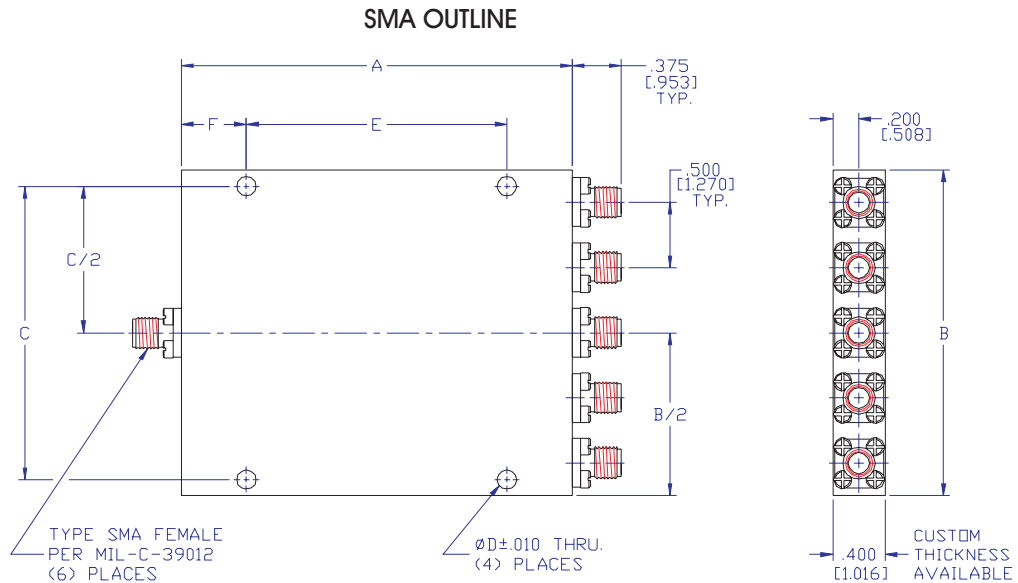 SMA OUTLINE
A
.375
[.953]
TYP.
F
E
.200
[.508]
.500
[1.270]
TYP.
C/2
C
B
B/2
TYPE SMA FEMALE
PER MIL-C-39012
(6) PLACES
ØD±.010 THRU.
(4) PLACES
.400
[1.016]
CUSTOM
THICKNESS
AVAILABLE